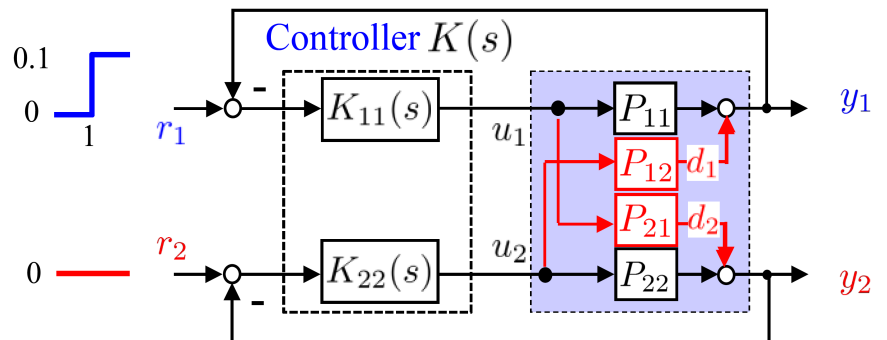 Controller K(s)
0.1
0
1
r₁
-
K₁₁(s)
u₁
P₁₁
y₁
P₁₂
d₁
P₂₁
d₂
0
r₂
-
K₂₂(s)
u₂
P₂₂
y₂